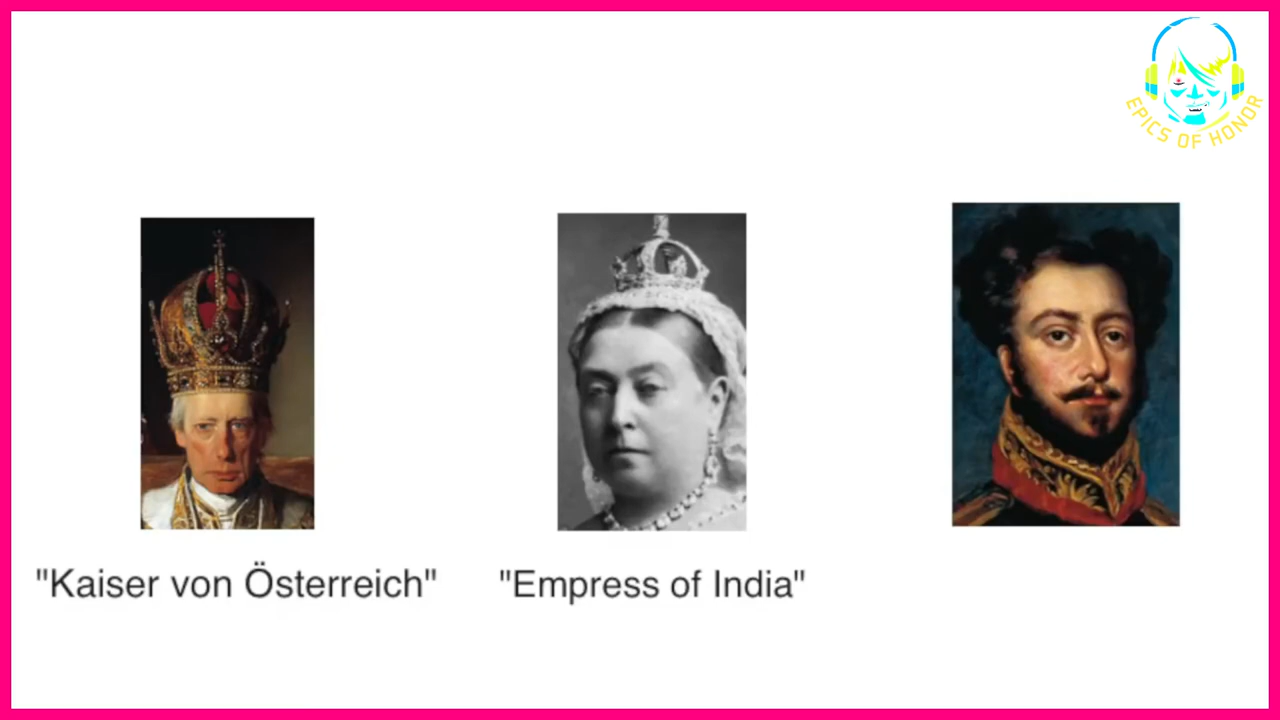 EPICS OF HONOR
"Kaiser von Österreich"
"Empress of India"